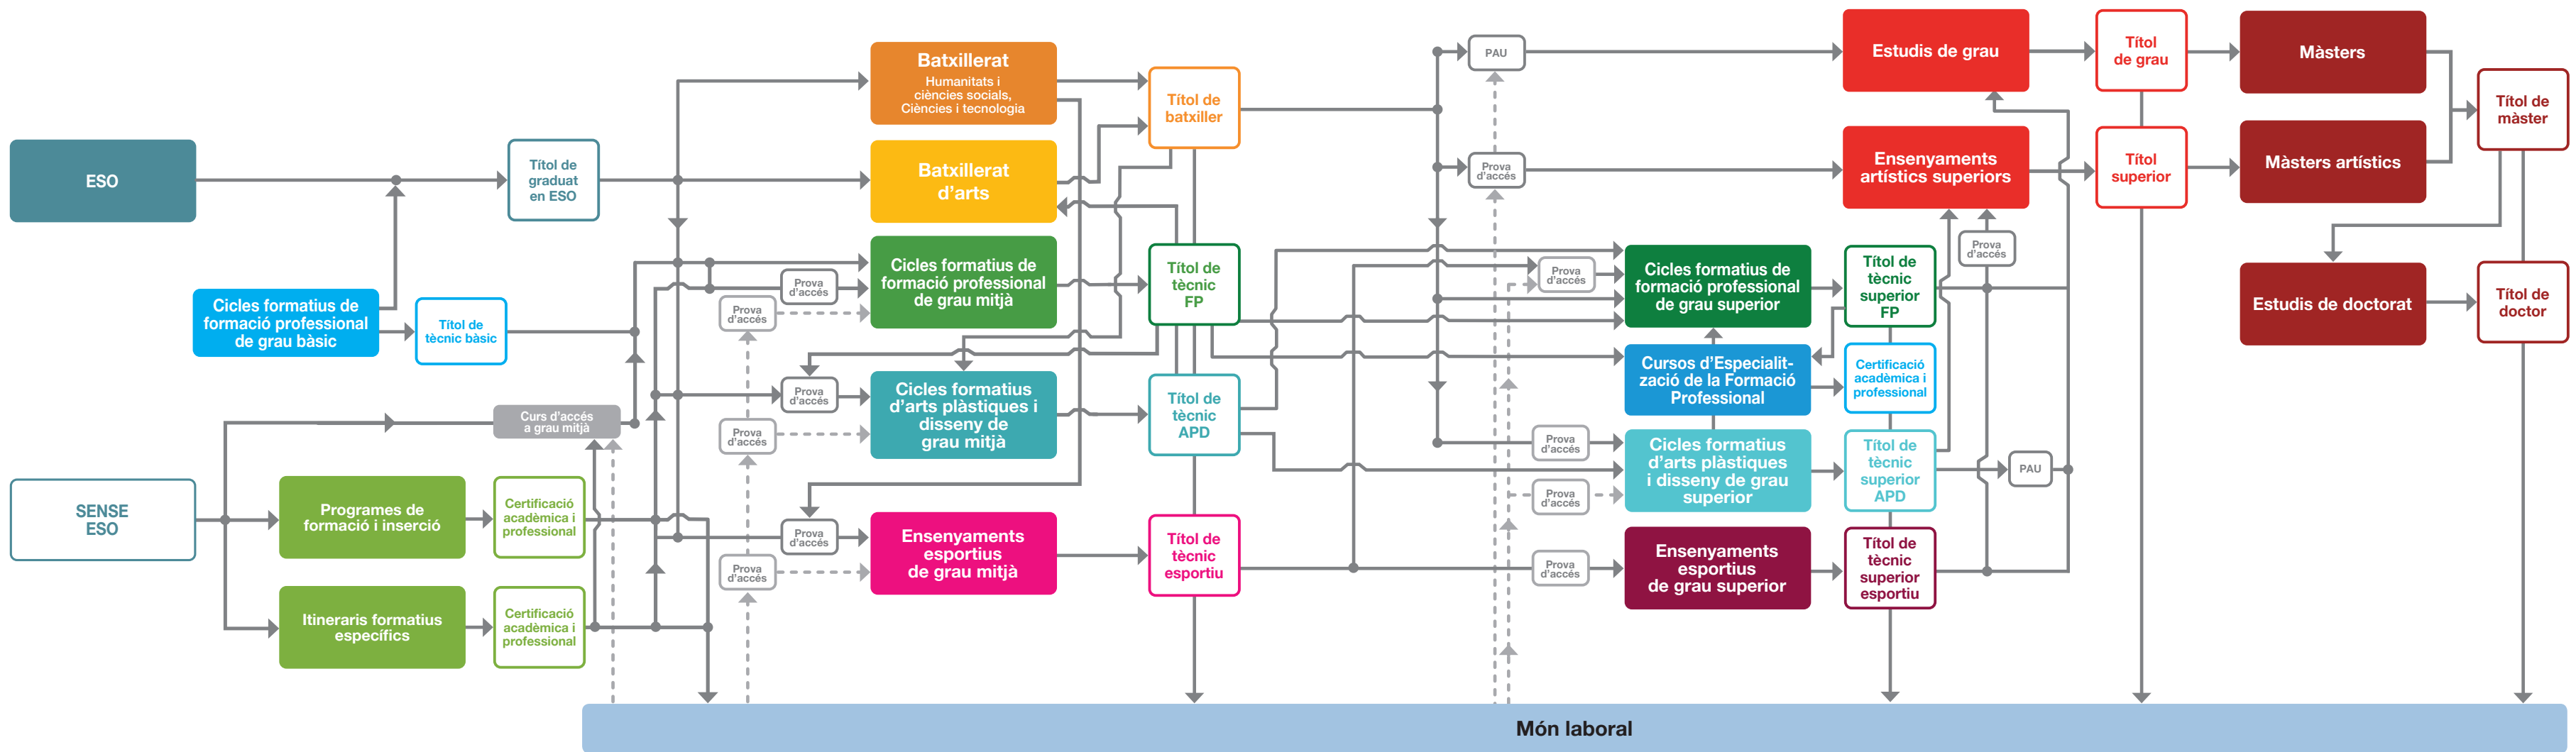 ESO
Cicles formatius de
formació professional
de grau bàsic
Títol de
tècnic bàsic
Títol de
graduat
en ESO
SENSE
ESO
Curs d'accés
a grau mitjà
Programes de
formació i inserció
Certificació
acadèmica i
professional
Itineraris formatius
específics
Certificació
acadèmica i
professional
Batxillerat
Humanitats i
ciències socials,
Ciències i tecnologia
Batxillerat
d'arts
Títol de
batxiller
Prova
d'accés
Prova
d'accés
Cicles formatius de
formació professional
de grau mitjà
Títol de
tècnic
FP
Prova
d'accés
Prova
d'accés
Cicles formatius
d'arts plàstiques i
disseny de
grau mitjà
Títol de
tècnic
APD
Prova
d'accés
Prova
d'accés
Ensenyaments
esportius
de grau mitjà
Títol de
tècnic
esportiu
PAU
Estudis de grau
Títol
de grau
Màsters
Prova
d'accés
Ensenyaments
artístics superiors
Títol
superior
Màsters artístics
Títol de
màster
Prova
d'accés
Prova
d'accés
Cicles formatius de
formació professional
de grau superior
Títol de
tècnic
superior
FP
Cursos d'Especialit-
zació de la Formació
Professional
Certificació
acadèmica i
professional
Prova
d'accés
Prova
d'accés
Cicles formatius
d'arts plàstiques
i disseny de grau
superior
Títol de
tècnic
superior
APD
PAU
Prova
d'accés
Ensenyaments
esportius
de grau superior
Títol de
tècnic
superior
esportiu
Estudis de doctorat
Títol de
doctor
Món laboral